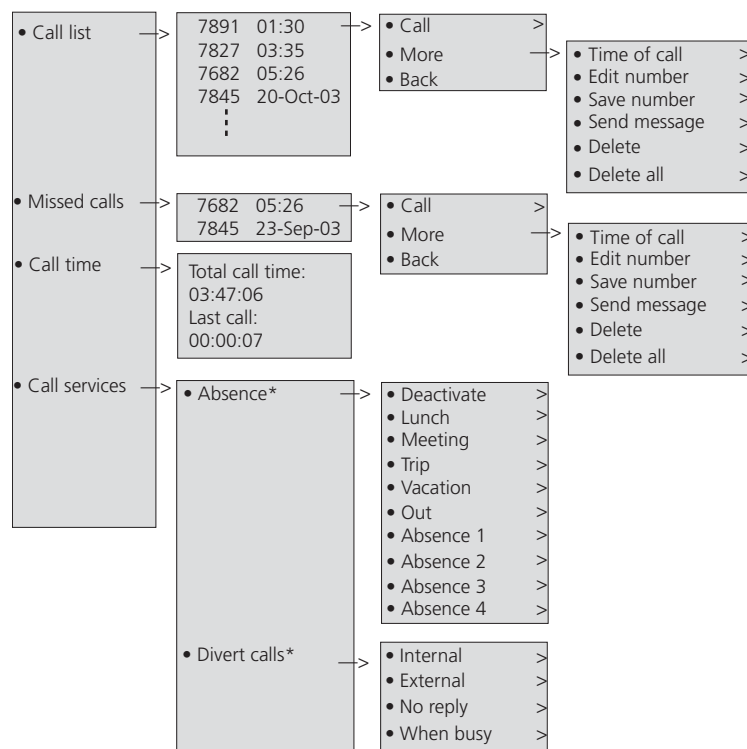 • Call list ->
7891 01:30 ->
7827 03:35
7682 05:26
7845 20-Oct-03
• Call >
• More ->
• Back
• Time of call >
• Edit number >
• Save number >
• Send message >
• Delete >
• Delete all >
• Missed calls ->
7682 05:26 ->
7845 23-Sep-03
• Call >
• More ->
• Back
• Time of call >
• Edit number >
• Save number >
• Send message >
• Delete >
• Delete all >
• Call time ->
Total call time:
03:47:06
Last call:
00:00:07
• Call services ->
• Absence* ->
• Deactivate >
• Lunch >
• Meeting >
• Trip >
• Vacation >
• Out >
• Absence 1 >
• Absence 2 >
• Absence 3 >
• Absence 4 >
• Divert calls* ->
• Internal >
• External >
• No reply >
• When busy >